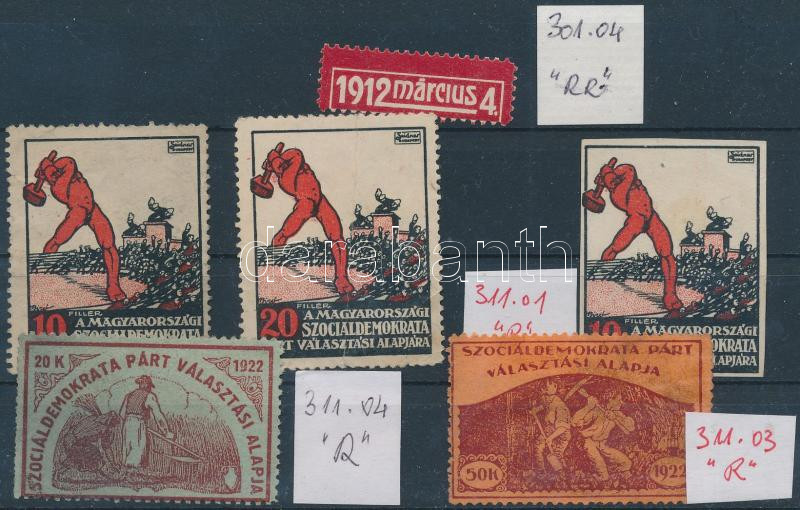 301.04
"RR"
1912 március 4.
FILLÉR
10 A MAGYARORSZÁGI
SZOCIÁLDEMOKRATA
FILLÉR
20 A MAGYARORSZÁGI
SZOCIÁLDEMOKRATA
PÁRT VÁLASZTÁSI ALAPJÁRA
FILLÉR
10 A MAGYARORSZÁGI
darabanth
311.01
"R"
20 K 1922
SZOCIÁLDEMOKRATA PÁRT VÁLASZTÁSI ALAPJA
311.04
"R"
SZOCIÁLDEMOKRATA PÁRT
VÁLASZTÁSI ALAPJA
50K 1922
311.03
"R"